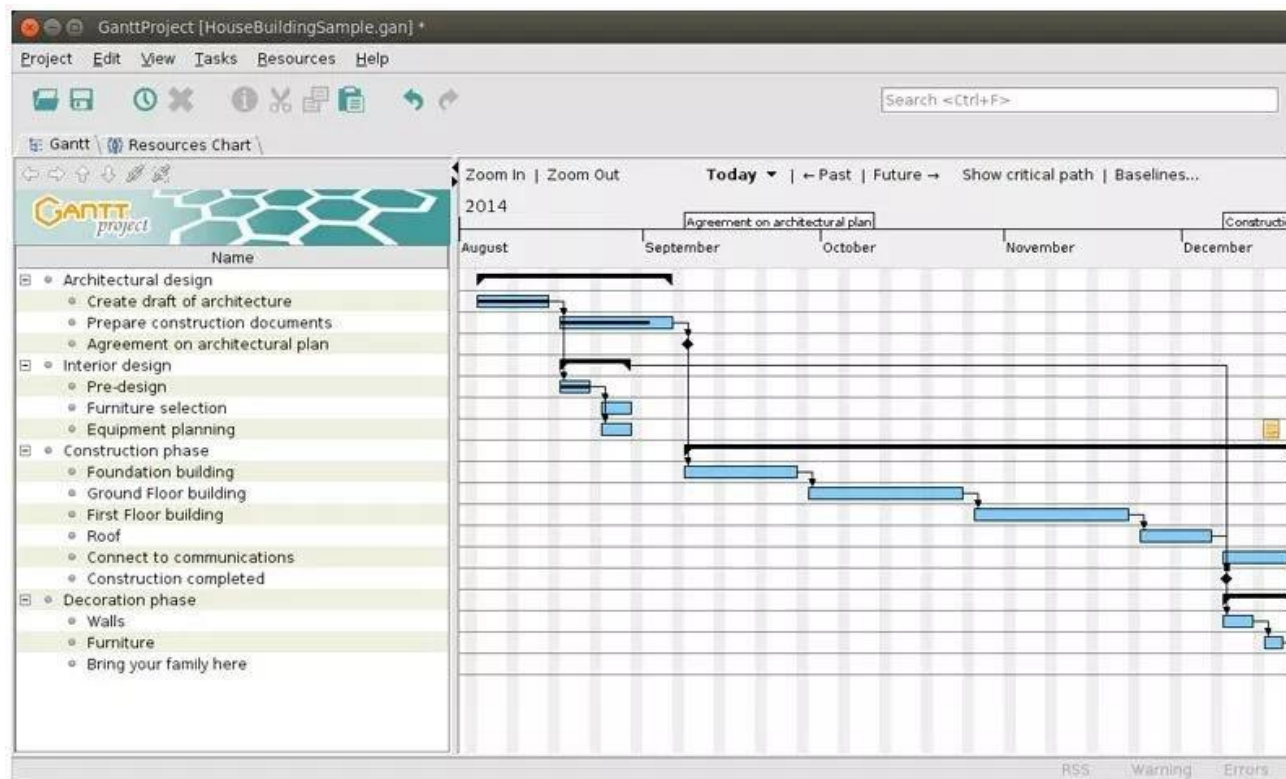 GanttProject [HouseBuildingSample.gan] *
Project Edit View Tasks Resources Help
Search <Ctrl+F>
Gantt Resources Chart
Zoom In | Zoom Out Today ▾ | ← Past | Future → Show critical path | Baselines...
GANTT
project
2014
Agreement on architectural plan Constructi
August September October November December
Name
Architectural design
Create draft of architecture
Prepare construction documents
Agreement on architectural plan
Interior design
Pre-design
Furniture selection
Equipment planning
Construction phase
Foundation building
Ground Floor building
First Floor building
Roof
Connect to communications
Construction completed
Decoration phase
Walls
Furniture
Bring your family here
RSS Warning Errors